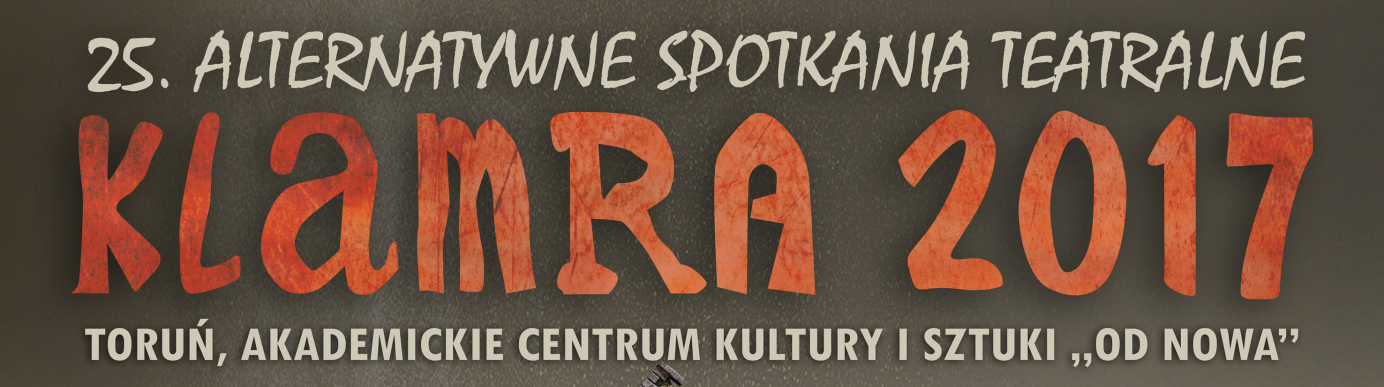 25. ALTERNATYWNE SPOTKANIA TEATRALNE
KLAMRA 2017
TORUŃ, AKADEMICKIE CENTRUM KULTURY I SZTUKI „OD NOWA”